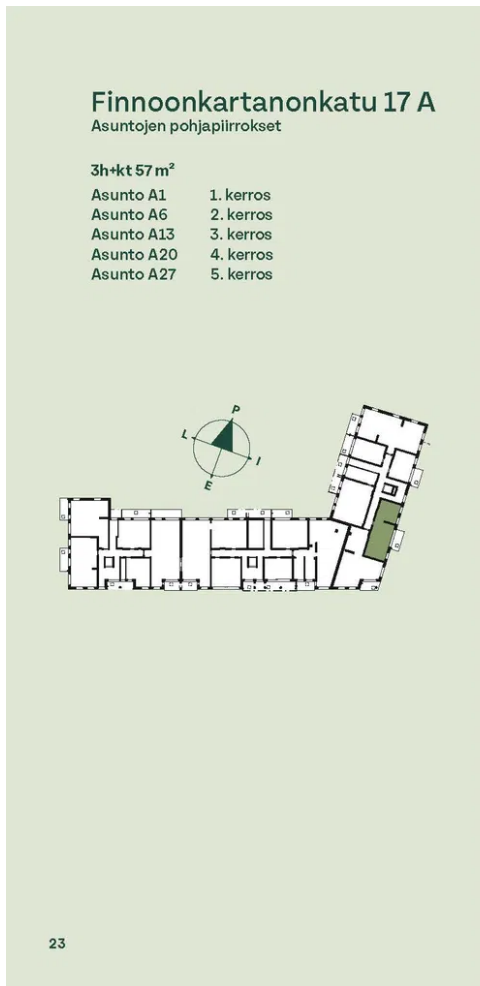 Finnoonkartanonkatu 17 A
Asuntojen pohjapiirrokset
3h+kt 57 m²
Asunto A1 1. kerros
Asunto A6 2. kerros
Asunto A13 3. kerros
Asunto A20 4. kerros
Asunto A27 5. kerros
P
L
I
E
23